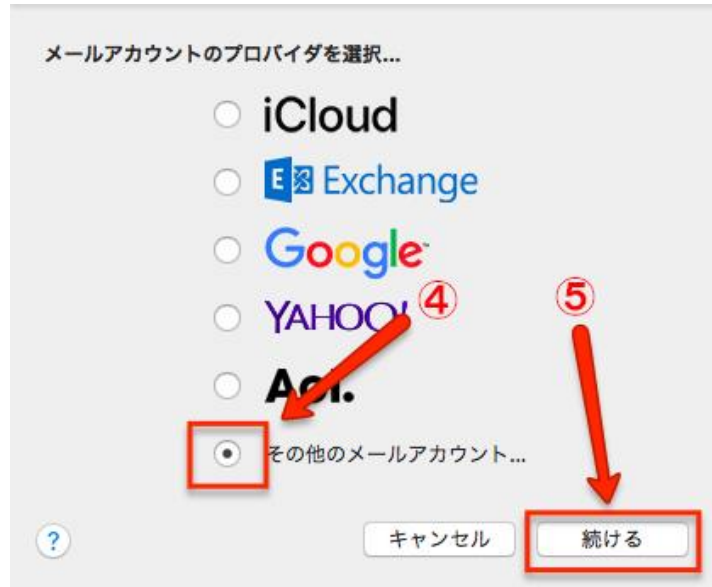 メールアカウントのプロバイダを選択...
iCloud
E Exchange
Google
④
⑤
YAHOO!
Aol.
その他のメールアカウント...
?
キャンセル
続ける